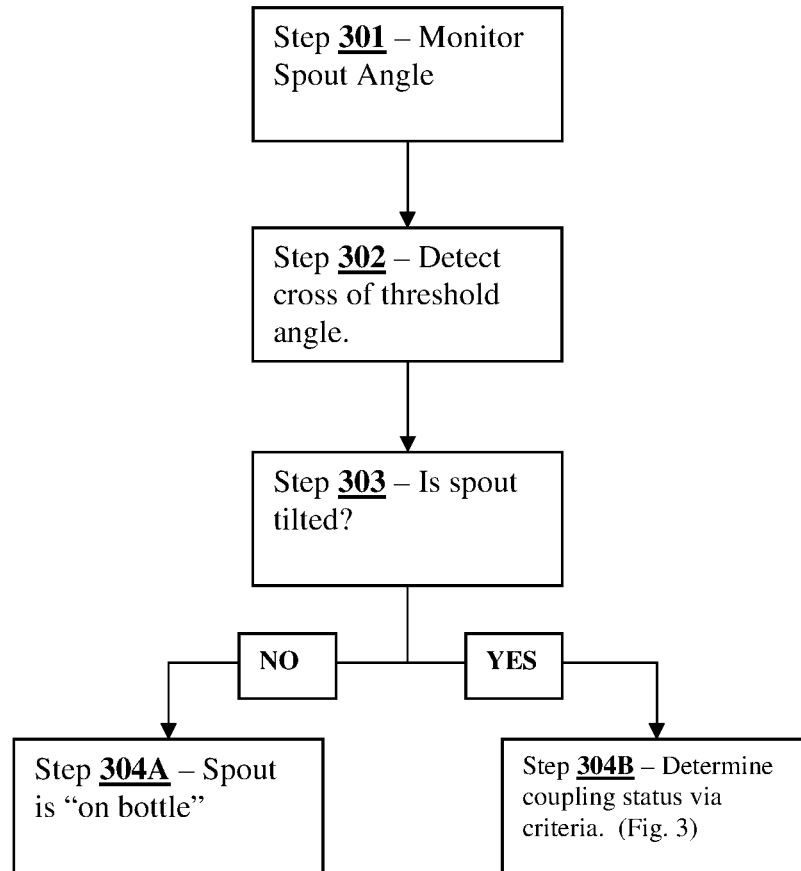 Step 301 – Monitor
Spout Angle
Step 302 – Detect
cross of threshold
angle.
Step 303 – Is spout
tilted?
NO
YES
Step 304A – Spout
is “on bottle”
Step 304B – Determine
coupling status via
criteria. (Fig. 3)